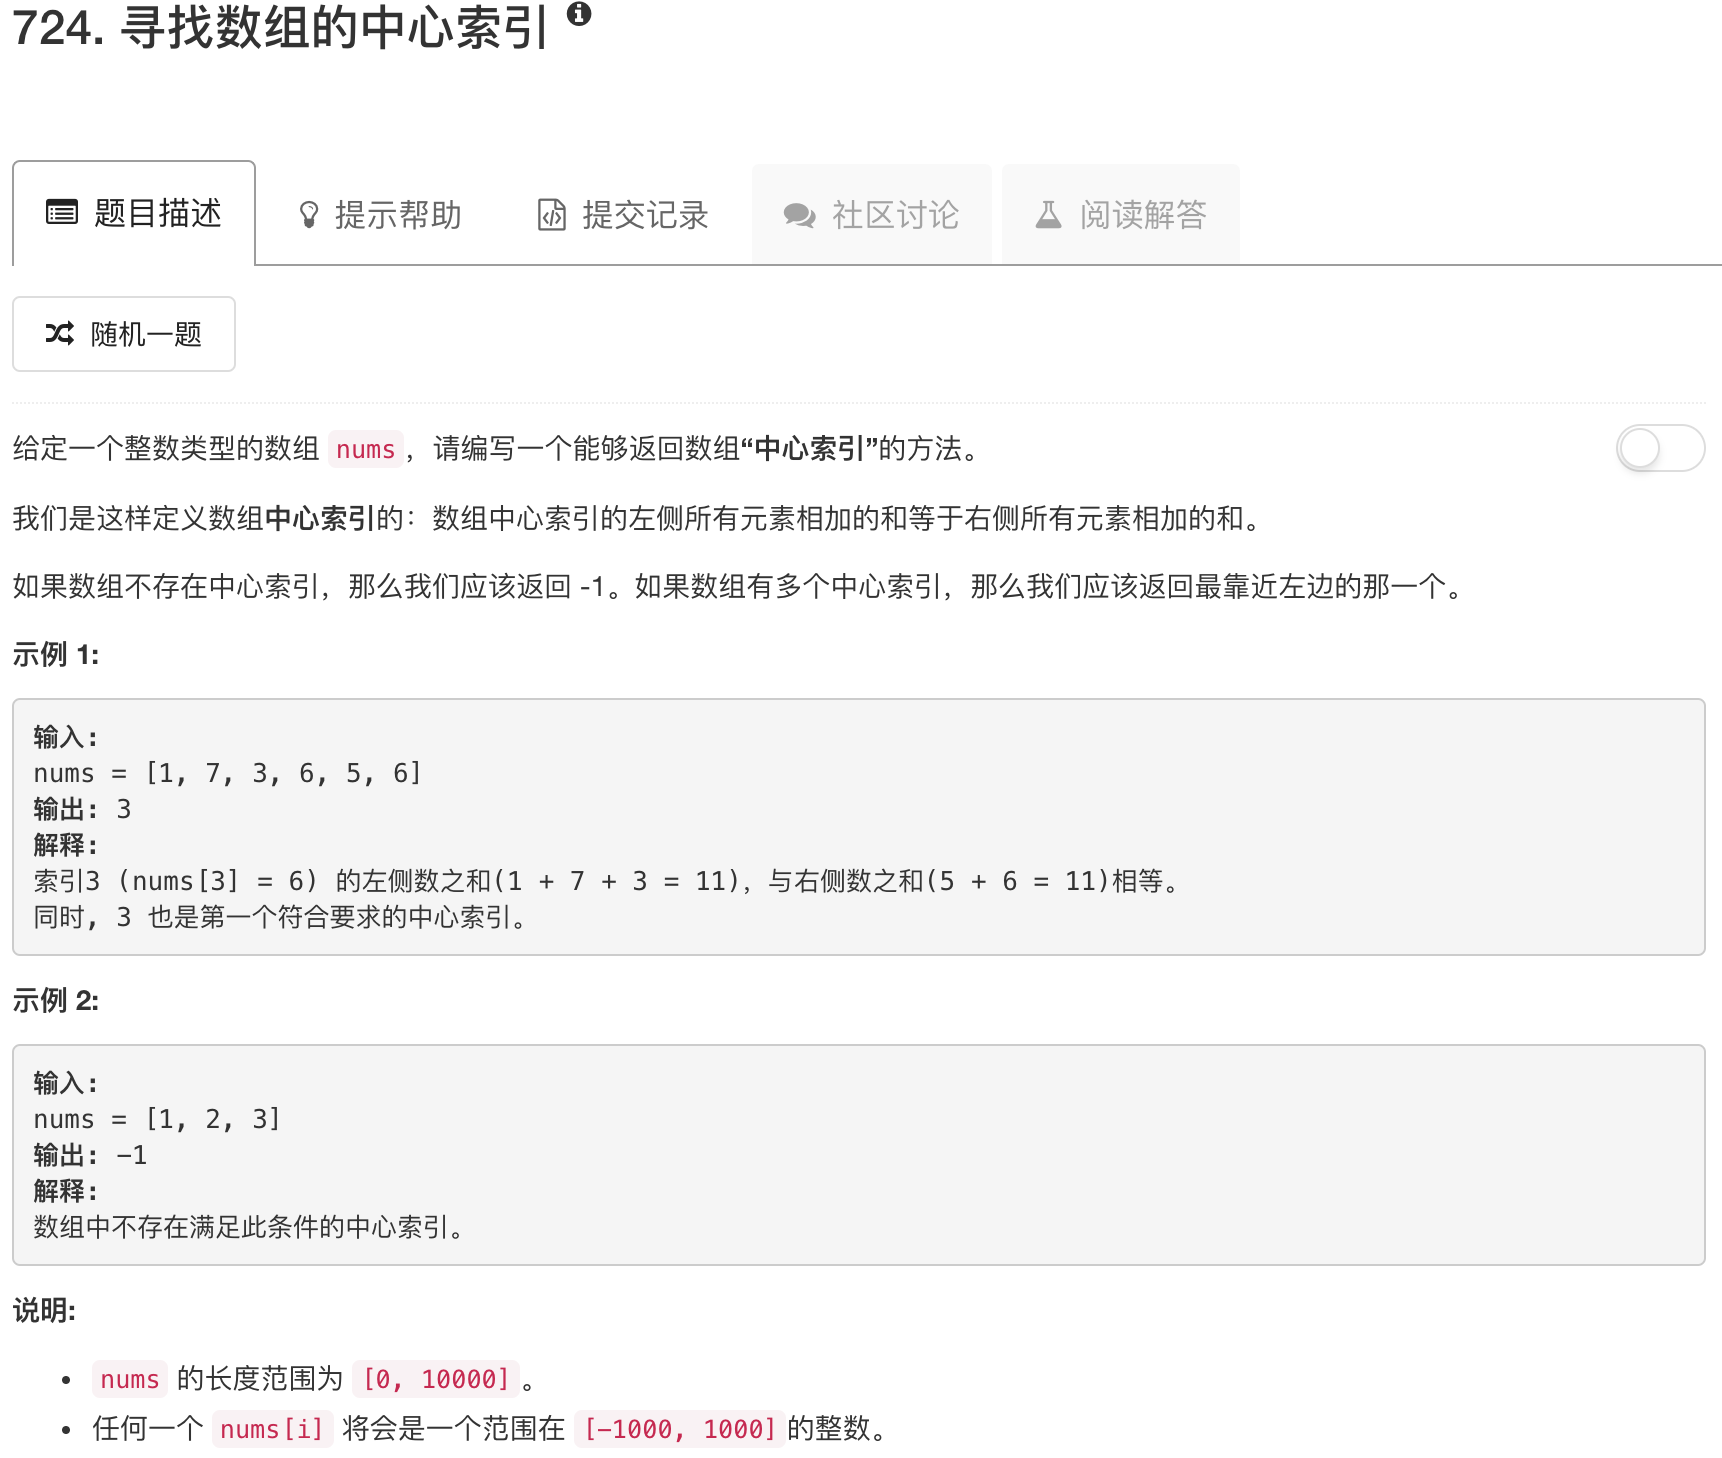 724. 寻找数组的中心索引
题目描述 提示帮助 提交记录 社区讨论 阅读解答
随机一题
给定一个整数类型的数组 nums，请编写一个能够返回数组“中心索引”的方法。
我们是这样定义数组中心索引的：数组中心索引的左侧所有元素相加的和等于右侧所有元素相加的和。
如果数组不存在中心索引，那么我们应该返回 -1。如果数组有多个中心索引，那么我们应该返回最靠近左边的那一个。
示例 1:
输入:
nums = [1, 7, 3, 6, 5, 6]
输出: 3
解释:
索引3 (nums[3] = 6) 的左侧数之和(1 + 7 + 3 = 11)，与右侧数之和(5 + 6 = 11)相等。
同时, 3 也是第一个符合要求的中心索引。
示例 2:
输入:
nums = [1, 2, 3]
输出: -1
解释:
数组中不存在满足此条件的中心索引。
说明:
• nums 的长度范围为 [0, 10000]。
• 任何一个 nums[i] 将会是一个范围在 [-1000, 1000]的整数。